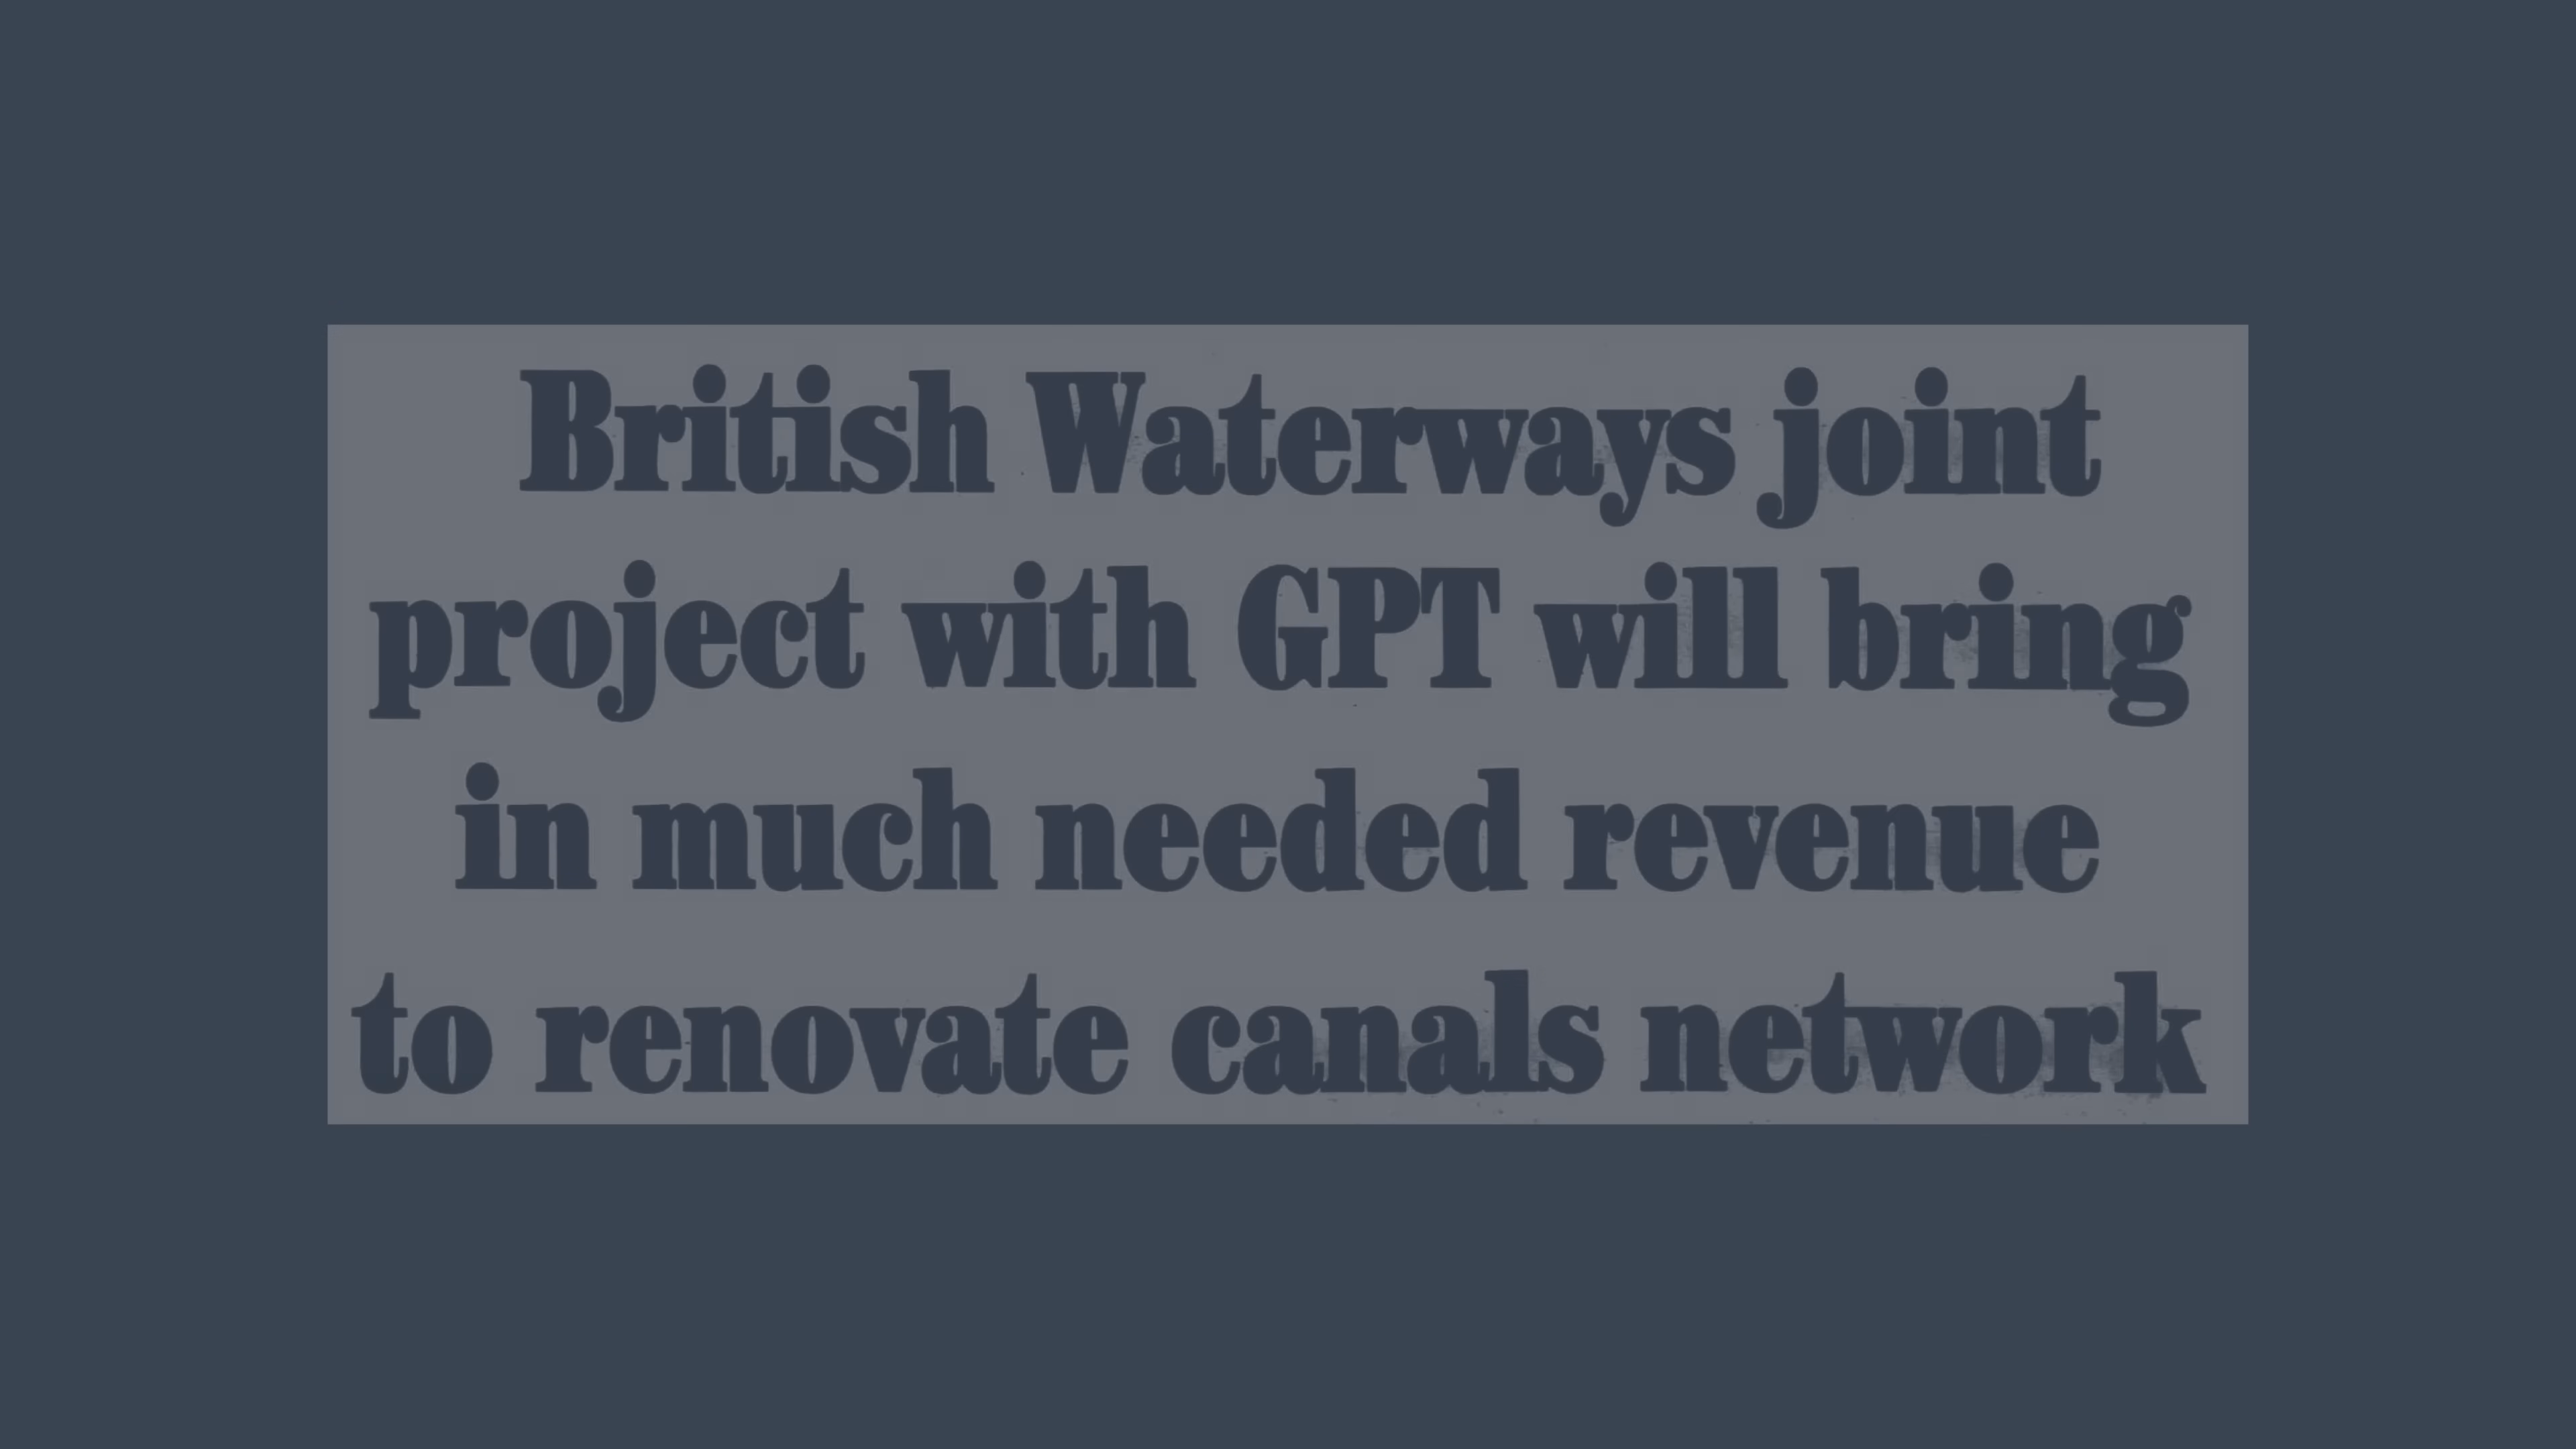 British Waterways joint
project with GPT will bring
in much needed revenue
to renovate canals network